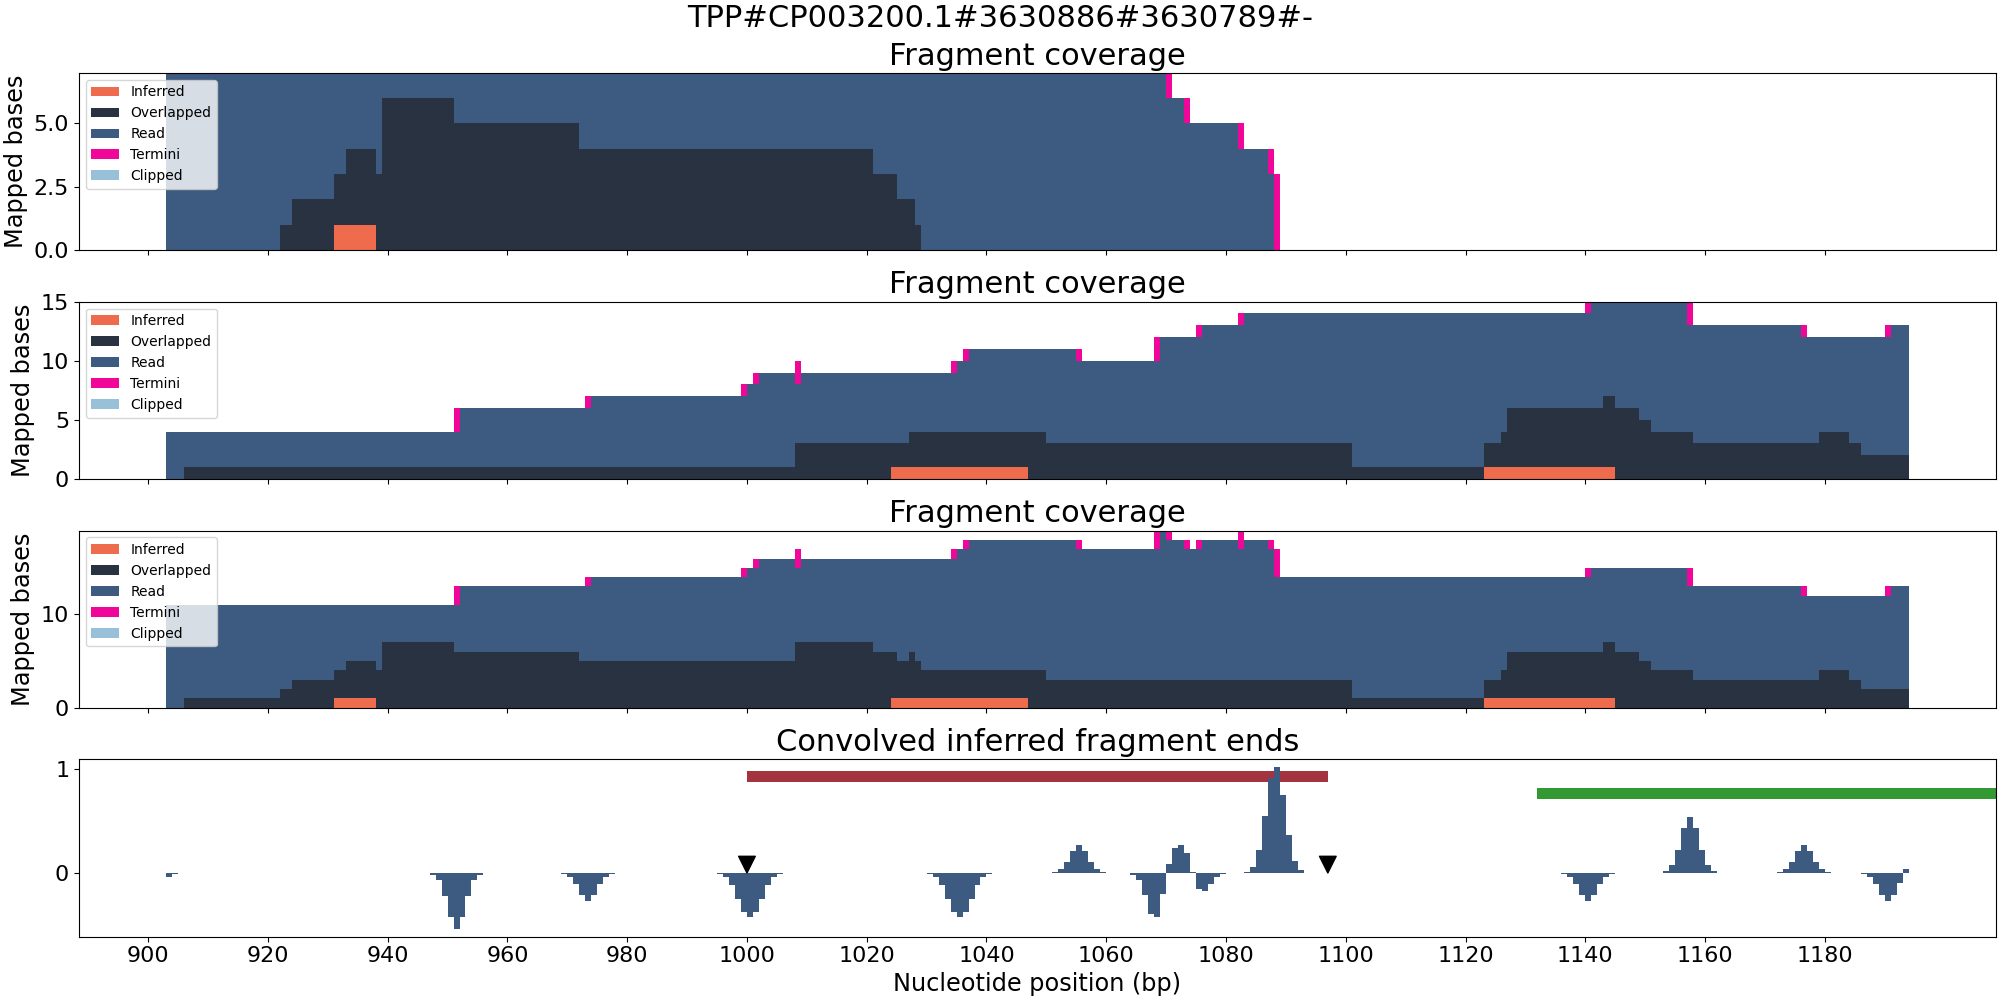 TPP#CP003200.1#3630886#3630789#-
Fragment coverage
Mapped bases
5.0
2.5
0.0
Inferred
Overlapped
Read
Termini
Clipped
Fragment coverage
Mapped bases
15
10
5
0
Inferred
Overlapped
Read
Termini
Clipped
Fragment coverage
Mapped bases
10
0
Inferred
Overlapped
Read
Termini
Clipped
Convolved inferred fragment ends
1
0
900 920 940 960 980 1000 1020 1040 1060 1080 1100 1120 1140 1160 1180
Nucleotide position (bp)